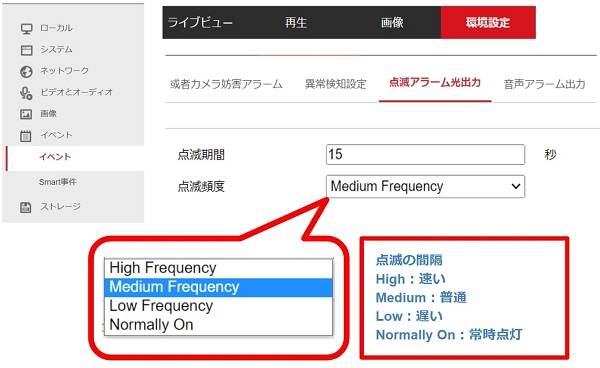 ライブビュー 再生 画像 環境設定
ローカル
システム
ネットワーク
ビデオとオーディオ
画像
イベント
イベント
Smart事件
ストレージ
或者カメラ妨害アラーム 異常検知設定 点滅アラーム光出力 音声アラーム出力
点滅期間 15 秒
点滅頻度 Medium Frequency
High Frequency
Medium Frequency
Low Frequency
Normally On
点滅の間隔
High：速い
Medium：普通
Low：遅い
Normally On：常時点灯